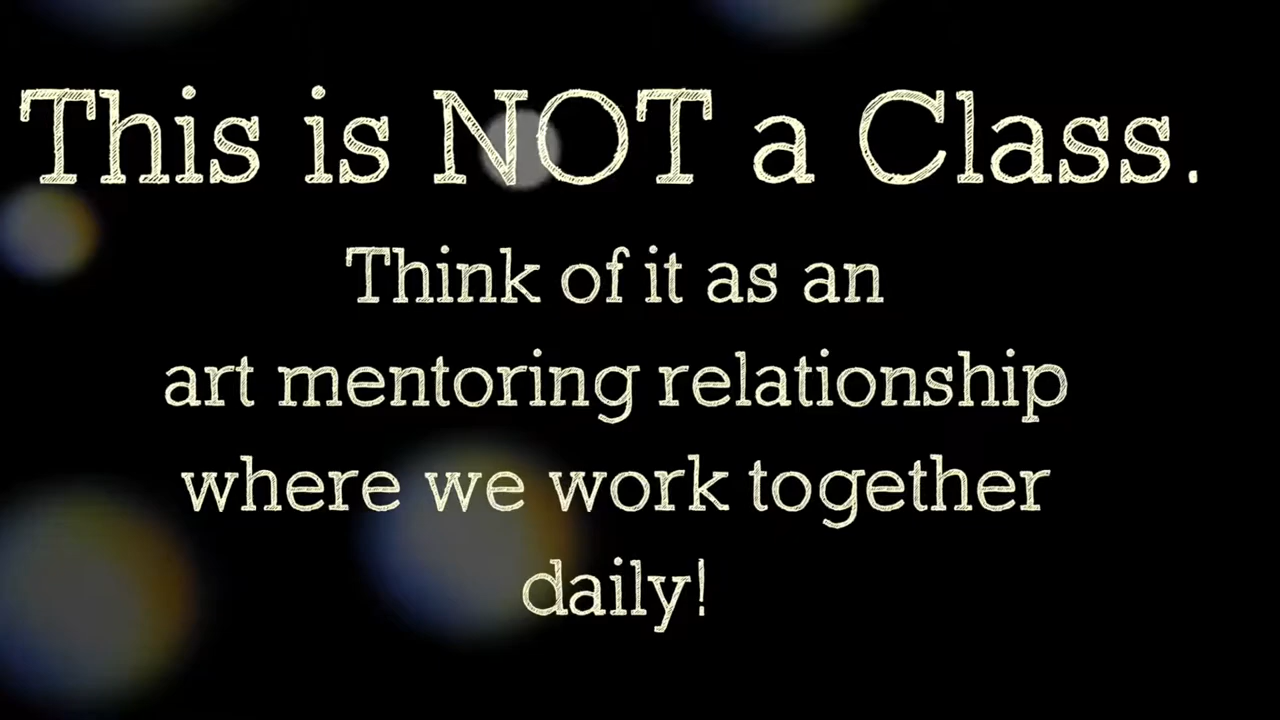 This is NOT a Class.
Think of it as an
art mentoring relationship
where we work together
daily!